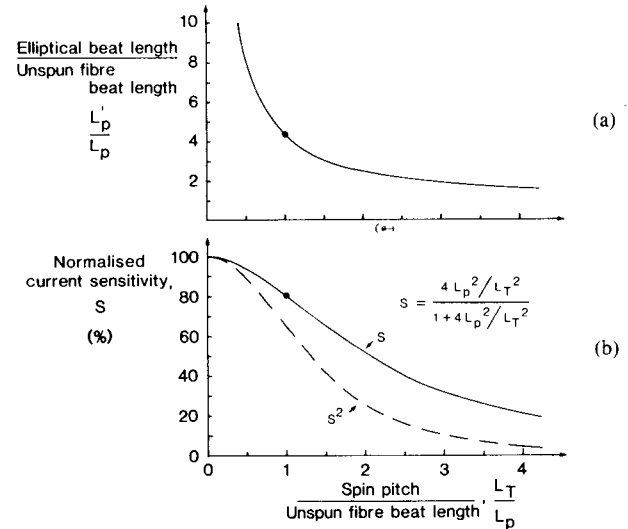 10
8
6
4
2
Elliptical beat length
Unspun fibre
beat length
L'p
Lp
(a)
Normalised
current sensitivity,
S
(%)
100
80
60
40
20
0
S = 4 Lp²/LT²
1 + 4 Lp²/LT²
S
S²
(b)
0 1 2 3 4
Spin pitch
Unspun fibre beat length
, LT
Lp